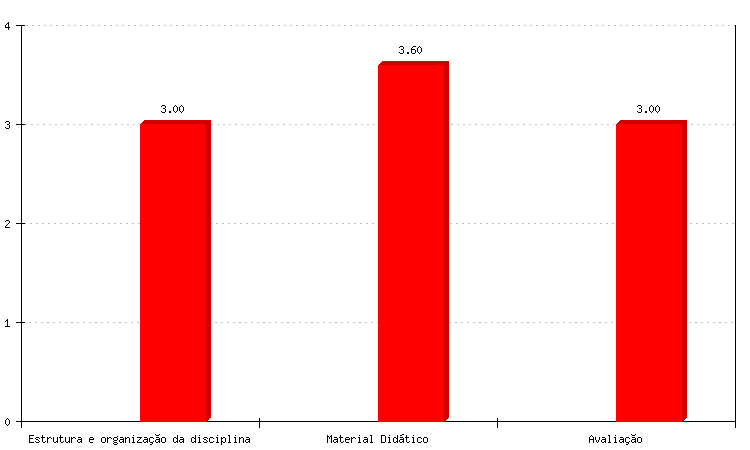 4
3.60
3.00
3.00
3
2
1
0
Estrutura e organização da disciplina
Material Didático
Avaliação